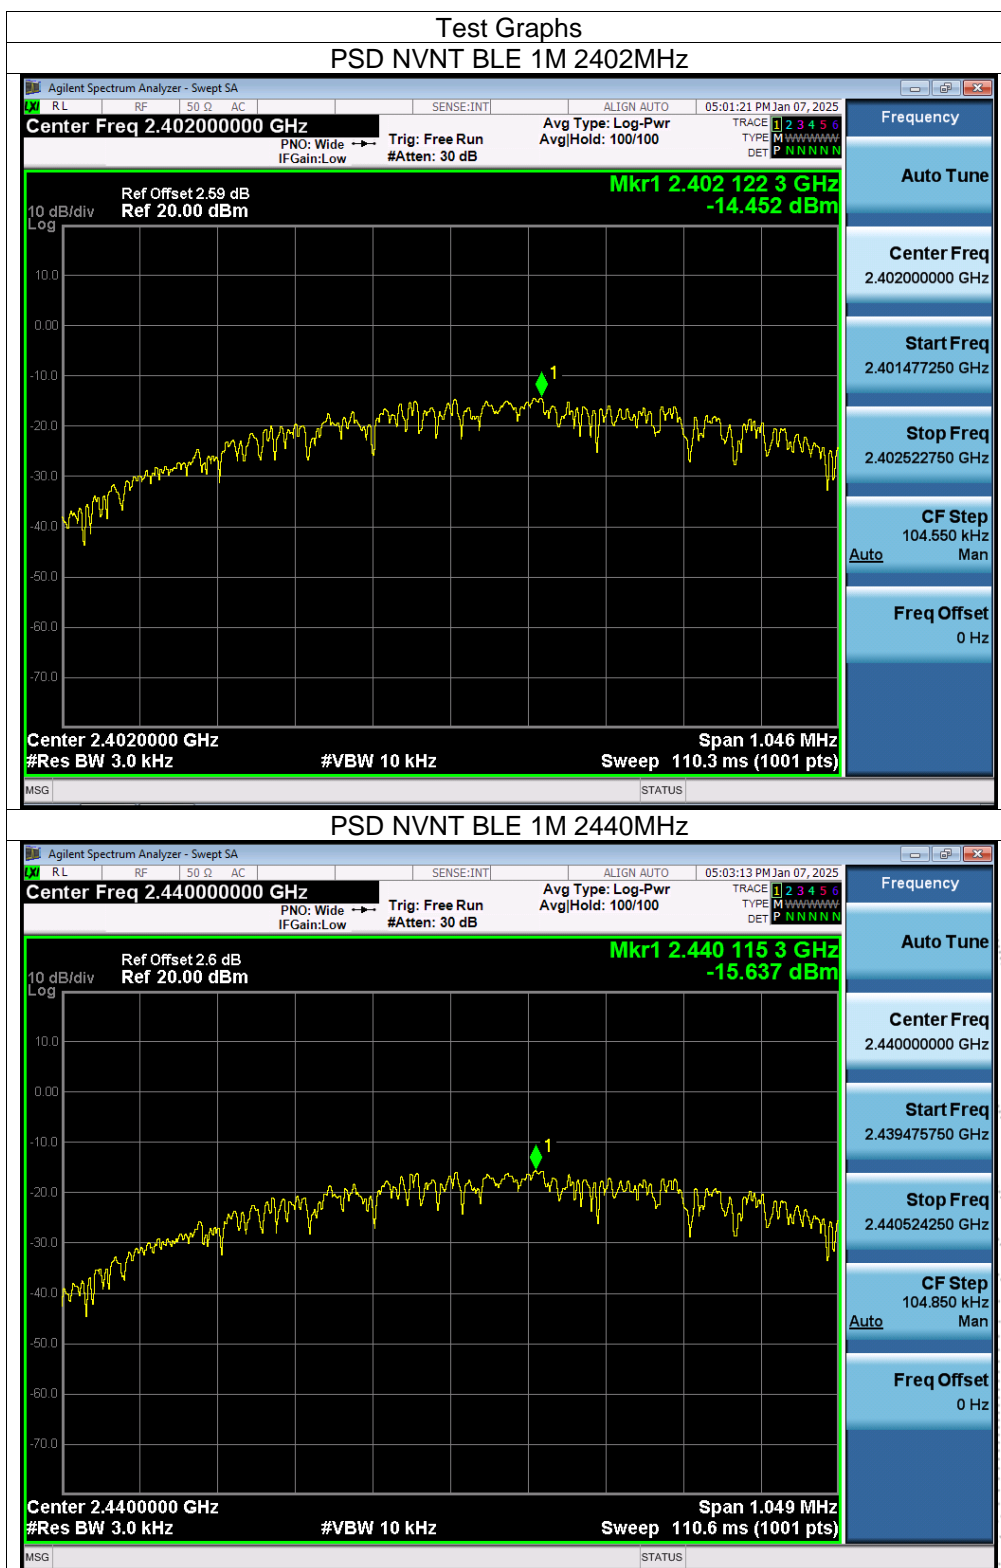 Test Graphs
PSD NVNT BLE 1M 2402MHz
Agilent Spectrum Analyzer - Swept SA
LXI RL RF 50 Ω AC SENSE:INT ALIGN AUTO 05:01:21 PM Jan 07, 2025
Center Freq 2.402000000 GHz
PNO: Wide
IFGain:Low
Trig: Free Run
#Atten: 30 dB
Avg Type: Log-Pwr
Avg|Hold: 100/100
TRACE 1 2 3 4 5 6
TYPE M WWWWW
DET P N N N N N
Frequency
Ref Offset 2.59 dB
10 dB/div Ref 20.00 dBm
Log
Mkr1 2.402 122 3 GHz
-14.452 dBm
10.0
0.00
-10.0
-20.0
-30.0
-40.0
-50.0
-60.0
-70.0
1
Center 2.4020000 GHz Span 1.046 MHz
#Res BW 3.0 kHz #VBW 10 kHz Sweep 110.3 ms (1001 pts)
MSG STATUS
Auto Tune
Center Freq
2.402000000 GHz
Start Freq
2.401477250 GHz
Stop Freq
2.402522750 GHz
CF Step
104.550 kHz
Auto Man
Freq Offset
0 Hz
PSD NVNT BLE 1M 2440MHz
Agilent Spectrum Analyzer - Swept SA
LXI RL RF 50 Ω AC SENSE:INT ALIGN AUTO 05:03:13 PM Jan 07, 2025
Center Freq 2.440000000 GHz
PNO: Wide
IFGain:Low
Trig: Free Run
#Atten: 30 dB
Avg Type: Log-Pwr
Avg|Hold: 100/100
TRACE 1 2 3 4 5 6
TYPE M WWWWW
DET P N N N N N
Frequency
Ref Offset 2.6 dB
10 dB/div Ref 20.00 dBm
Log
Mkr1 2.440 115 3 GHz
-15.637 dBm
10.0
0.00
-10.0
-20.0
-30.0
-40.0
-50.0
-60.0
-70.0
1
Center 2.4400000 GHz Span 1.049 MHz
#Res BW 3.0 kHz #VBW 10 kHz Sweep 110.6 ms (1001 pts)
MSG STATUS
Auto Tune
Center Freq
2.440000000 GHz
Start Freq
2.439475750 GHz
Stop Freq
2.440524250 GHz
CF Step
104.850 kHz
Auto Man
Freq Offset
0 Hz